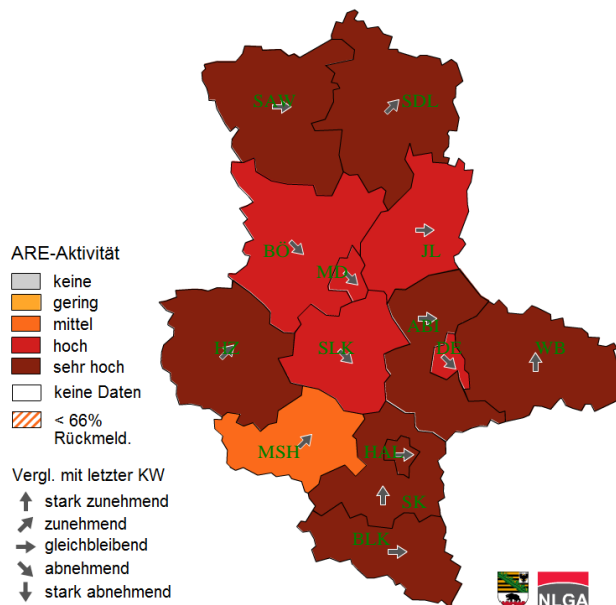 SAW
SDL
BÖ
JL
MD
ARE-Aktivität
keine
gering
mittel
hoch
sehr hoch
keine Daten
< 66%
Rückmeld.
ABI
HZ
SLK
DE
WB
MSH
HAL
SK
BLK
Vergl. mit letzter KW
stark zunehmend
zunehmend
gleichbleibend
abnehmend
stark abnehmend
NLGA